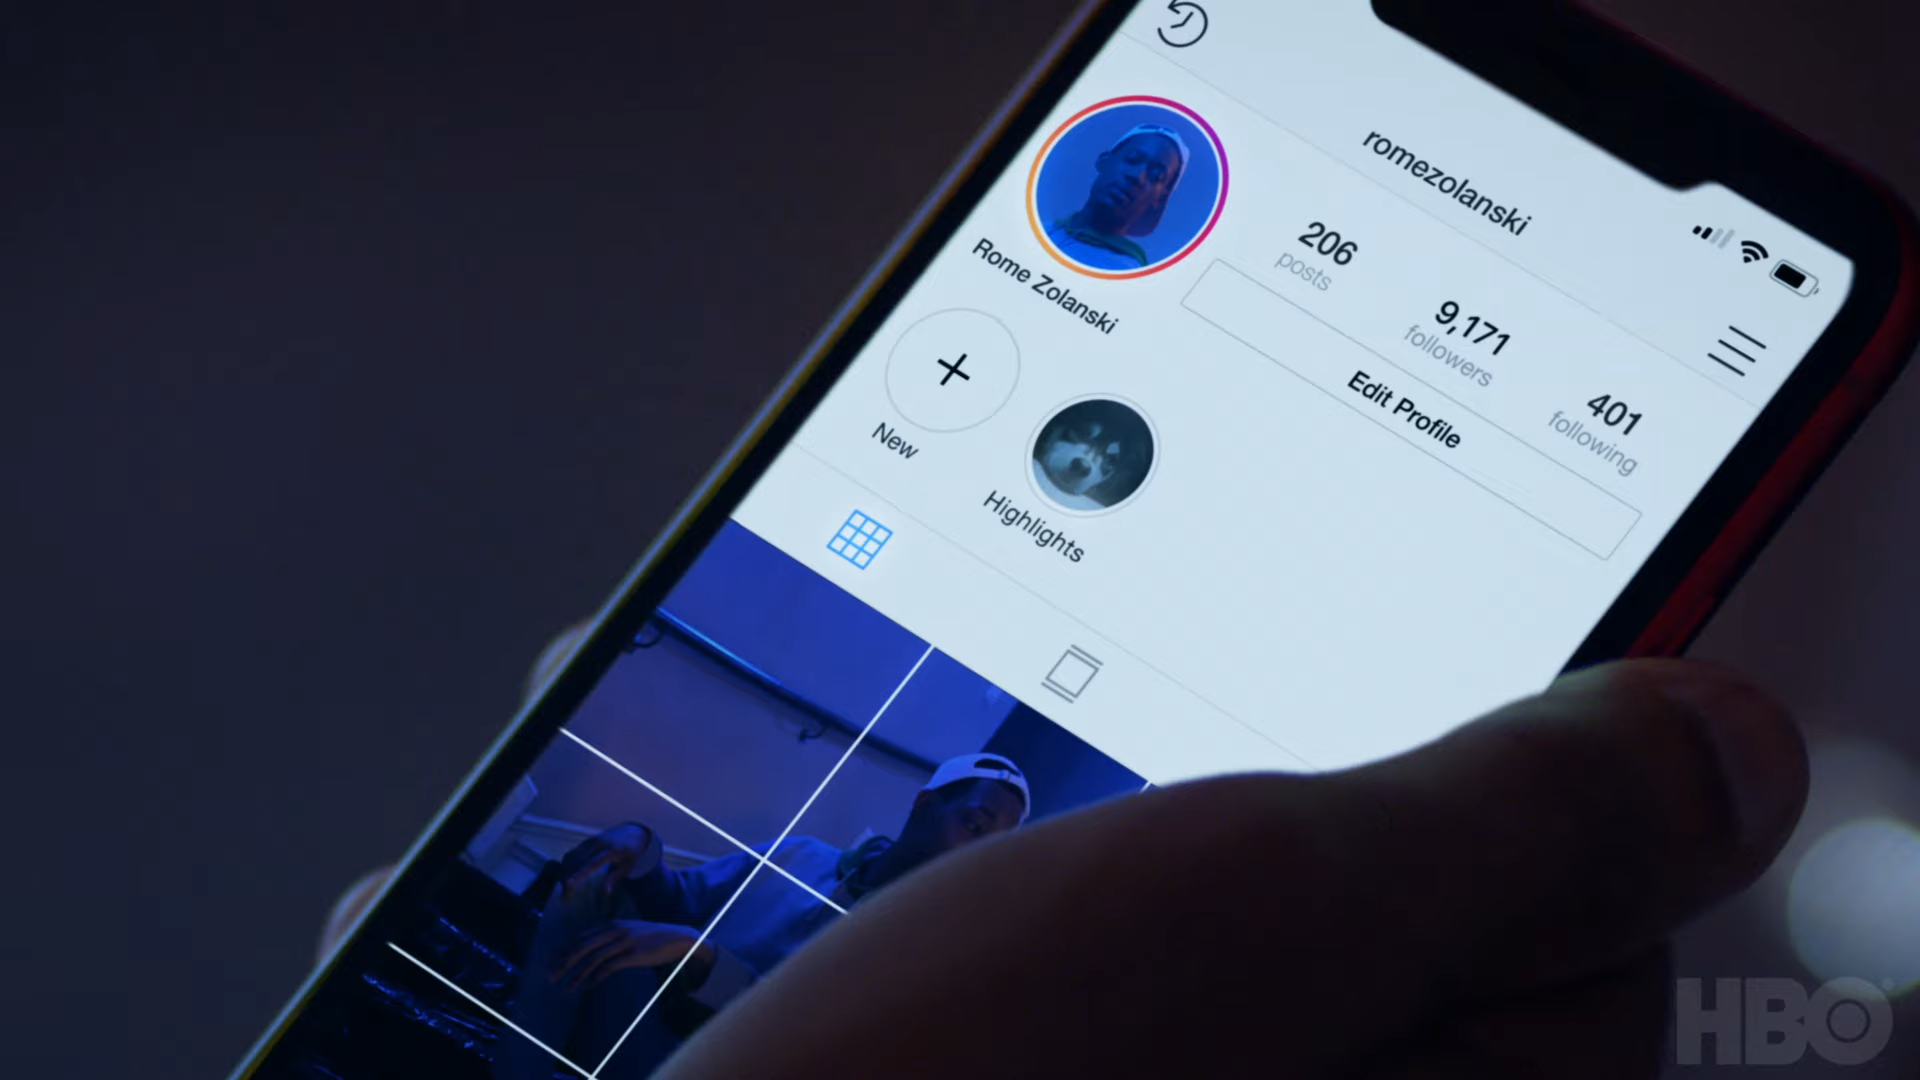 romezolanski
206
posts
9,171
followers
401
following
Edit Profile
Rome Zolanski
New
Highlights
HBO